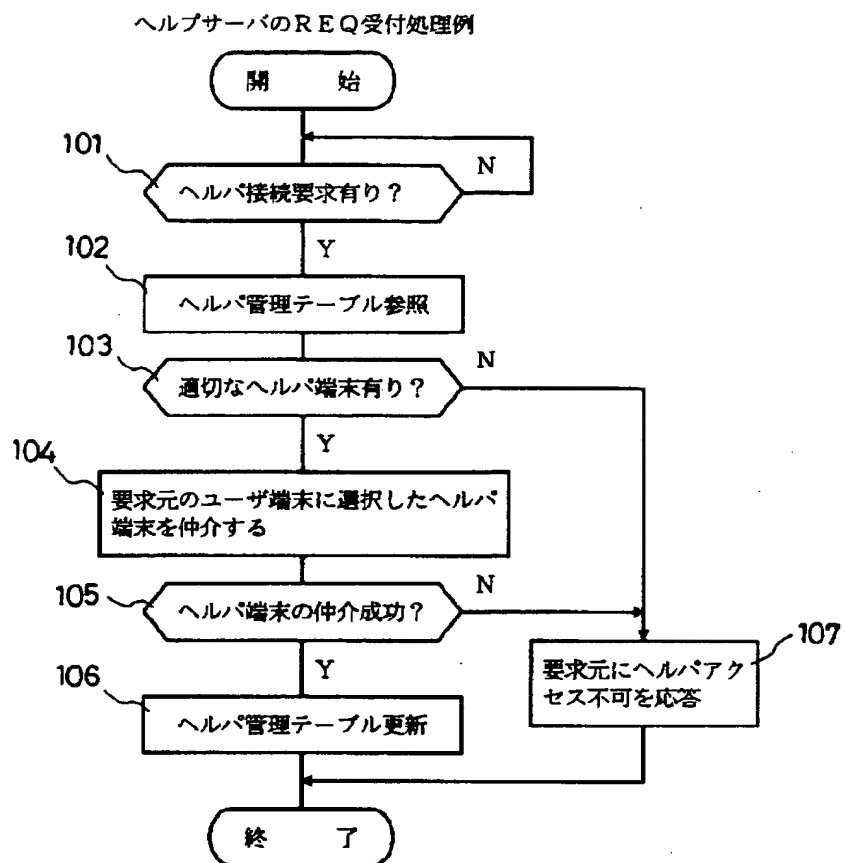 ヘルプサーバのREQ受付処理例
開 始
101
ヘルパ接続要求有り?
N
Y
102
ヘルパ管理テーブル参照
103
適切なヘルパ端末有り?
N
Y
104
要求元のユーザ端末に選択したヘルパ
端末を仲介する
105
ヘルパ端末の仲介成功?
N
Y
107
要求元にヘルパアク
セス不可を応答
106
ヘルパ管理テーブル更新
終 了